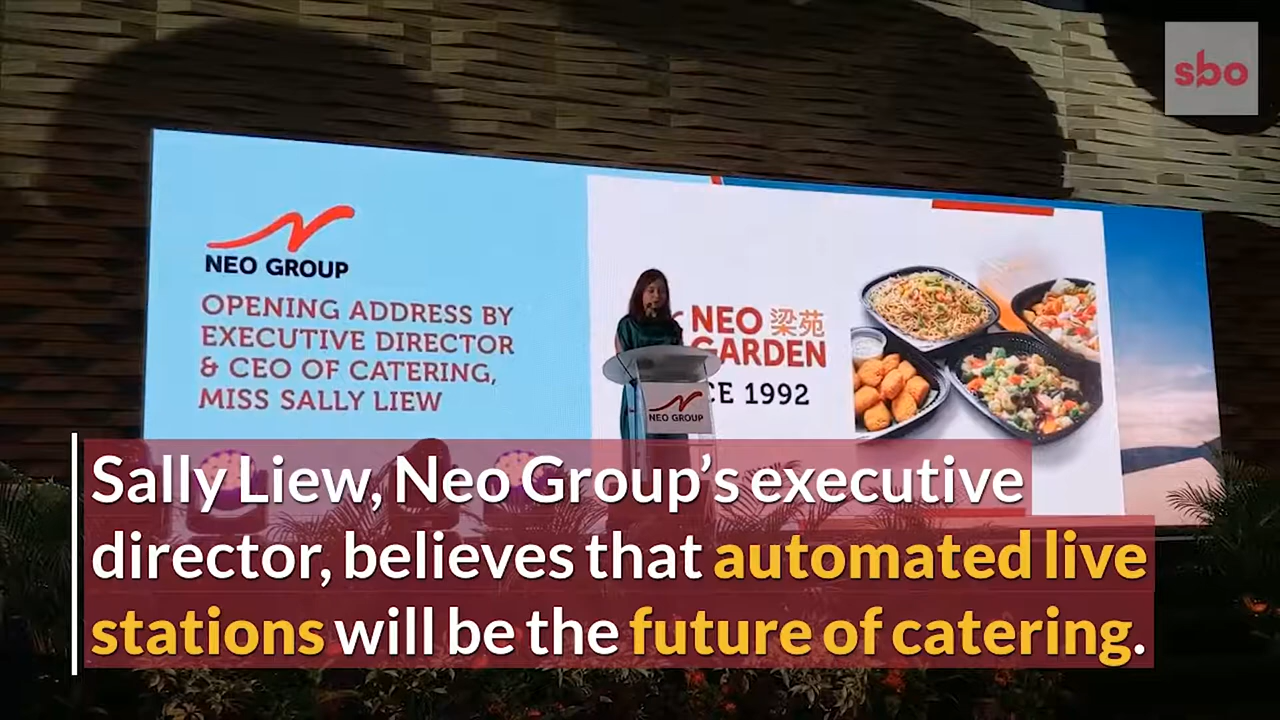 sbo
NEO GROUP
OPENING ADDRESS BY
EXECUTIVE DIRECTOR
& CEO OF CATERING,
MISS SALLY LIEW
NEO 梁苑
GARDEN
CE 1992
NEO GROUP
Sally Liew, Neo Group's executive
director, believes that automated live
stations will be the future of catering.